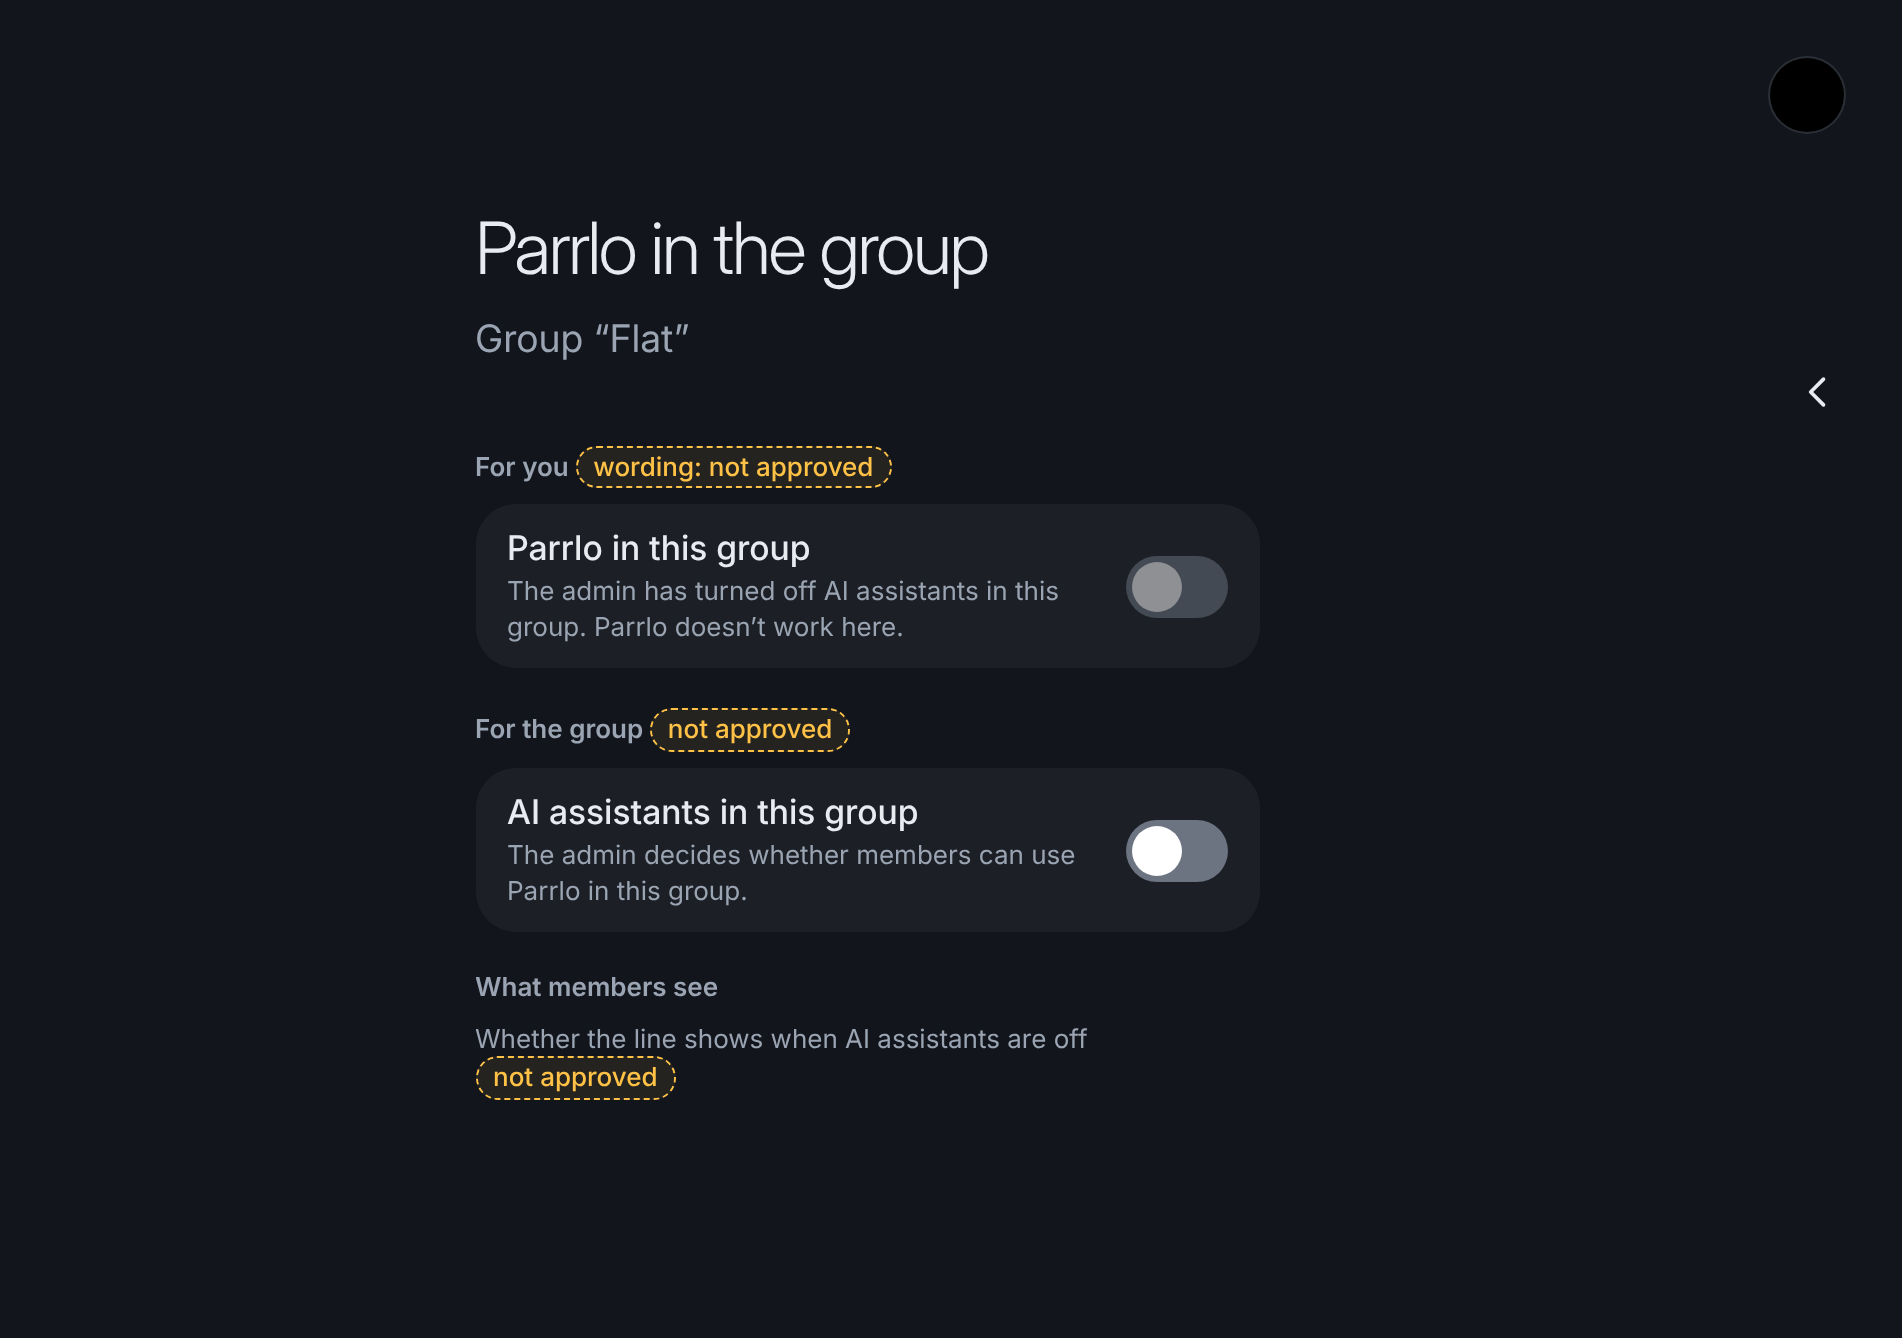 Parrlo in the group
Group “Flat”
For you wording: not approved
Parrlo in this group
The admin has turned off AI assistants in this
group. Parrlo doesn’t work here.
For the group not approved
AI assistants in this group
The admin decides whether members can use
Parrlo in this group.
What members see
Whether the line shows when AI assistants are off
not approved